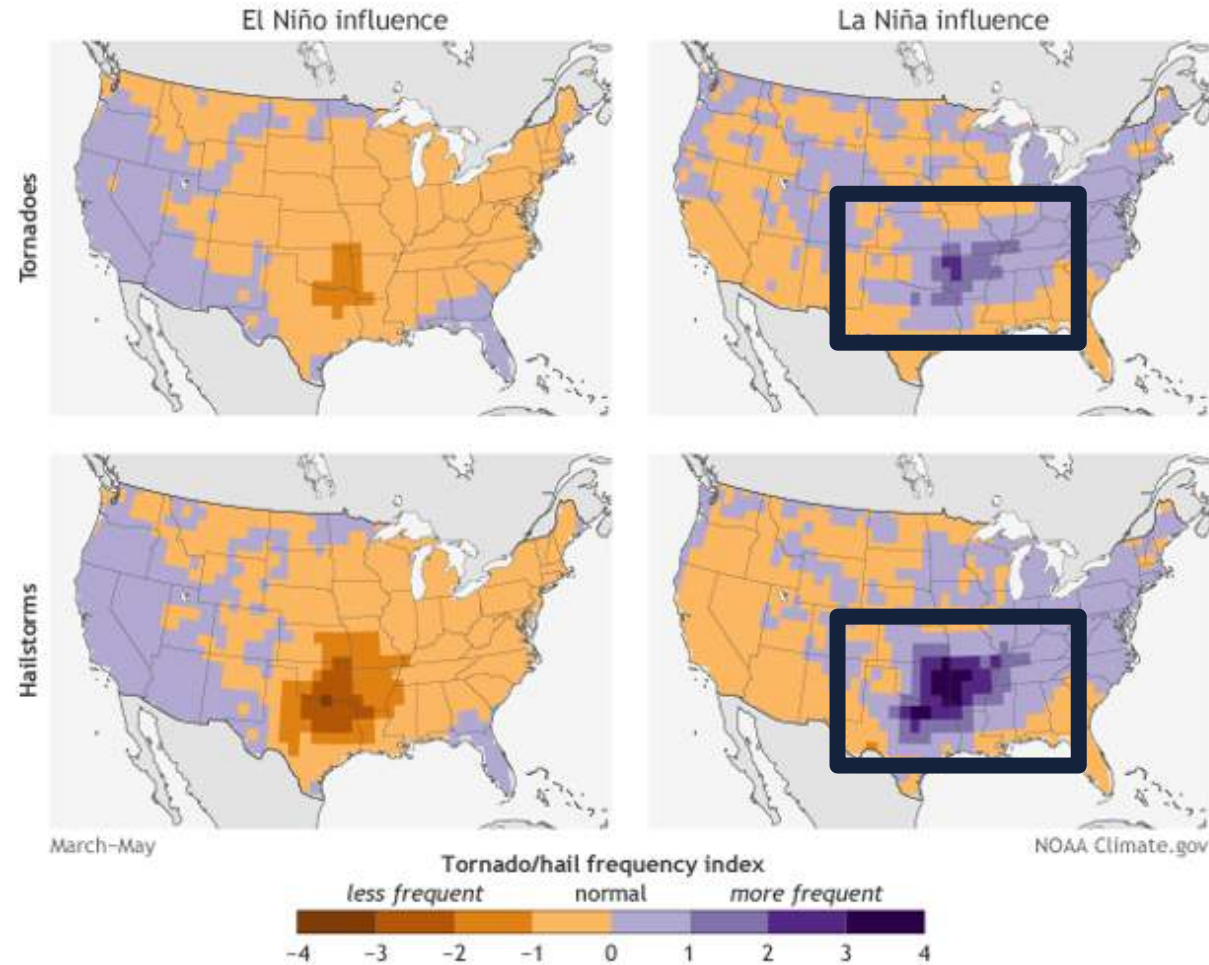 El Niño influence
La Niña influence
Tornadoes
Hailstorms
March–May
NOAA Climate.gov
Tornado/hail frequency index
less frequent normal more frequent
−4 −3 −2 −1 0 1 2 3 4